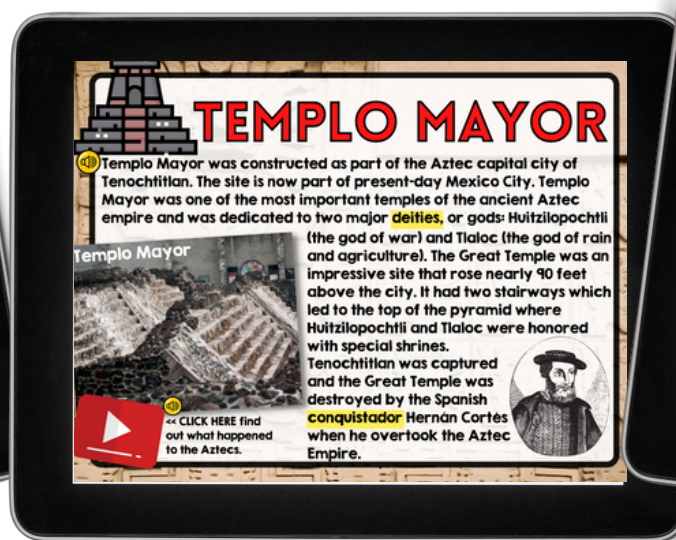 TEMPLO MAYOR
Templo Mayor was constructed as part of the Aztec capital city of
Tenochtitlan. The site is now part of present-day Mexico City. Templo
Mayor was one of the most important temples of the ancient Aztec
empire and was dedicated to two major deities, or gods: Huitzilopochtli
(the god of war) and Tlaloc (the god of rain
and agriculture). The Great Temple was an
impressive site that rose nearly 90 feet
above the city. It had two stairways which
led to the top of the pyramid where
Huitzilopochtli and Tlaloc were honored
with special shrines.
Tenochtitlan was captured
and the Great Temple was
destroyed by the Spanish
conquistador Hernán Cortés
when he overtook the Aztec
Empire.
Templo Mayor
<< CLICK HERE find
out what happened
to the Aztecs.